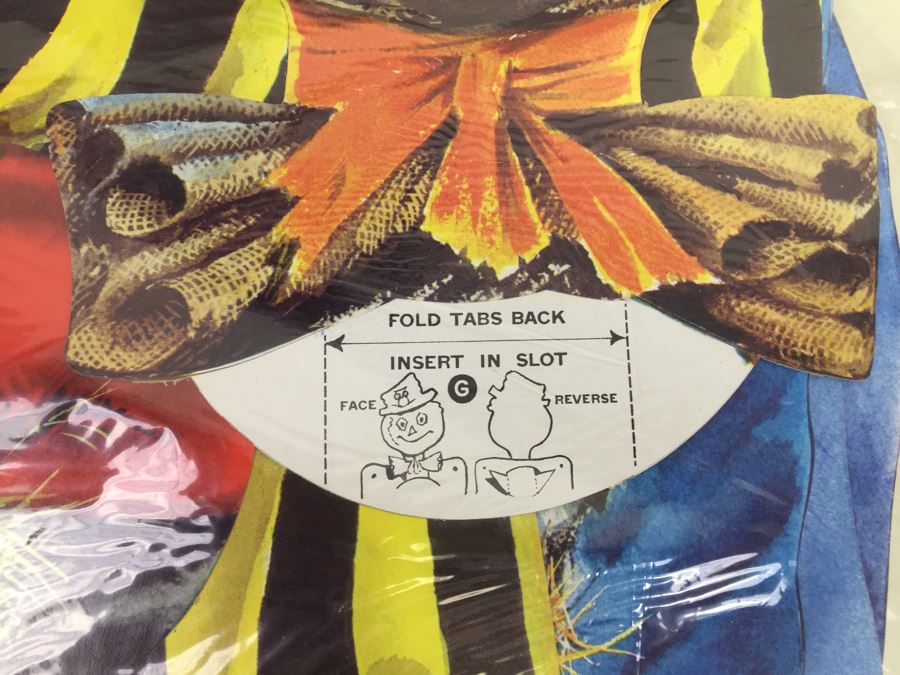 FOLD TABS BACK
INSERT IN SLOT
G
FACE
REVERSE